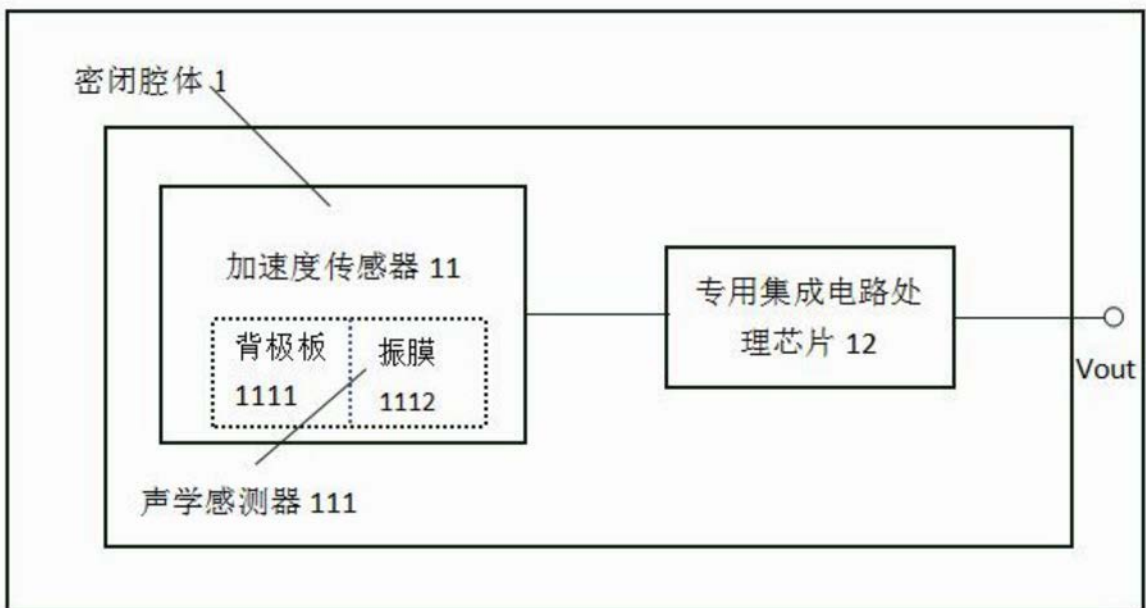 密闭腔体 1
加速度传感器 11
背极板
1111
振膜
1112
声学感测器 111
专用集成电路处
理芯片 12
Vout